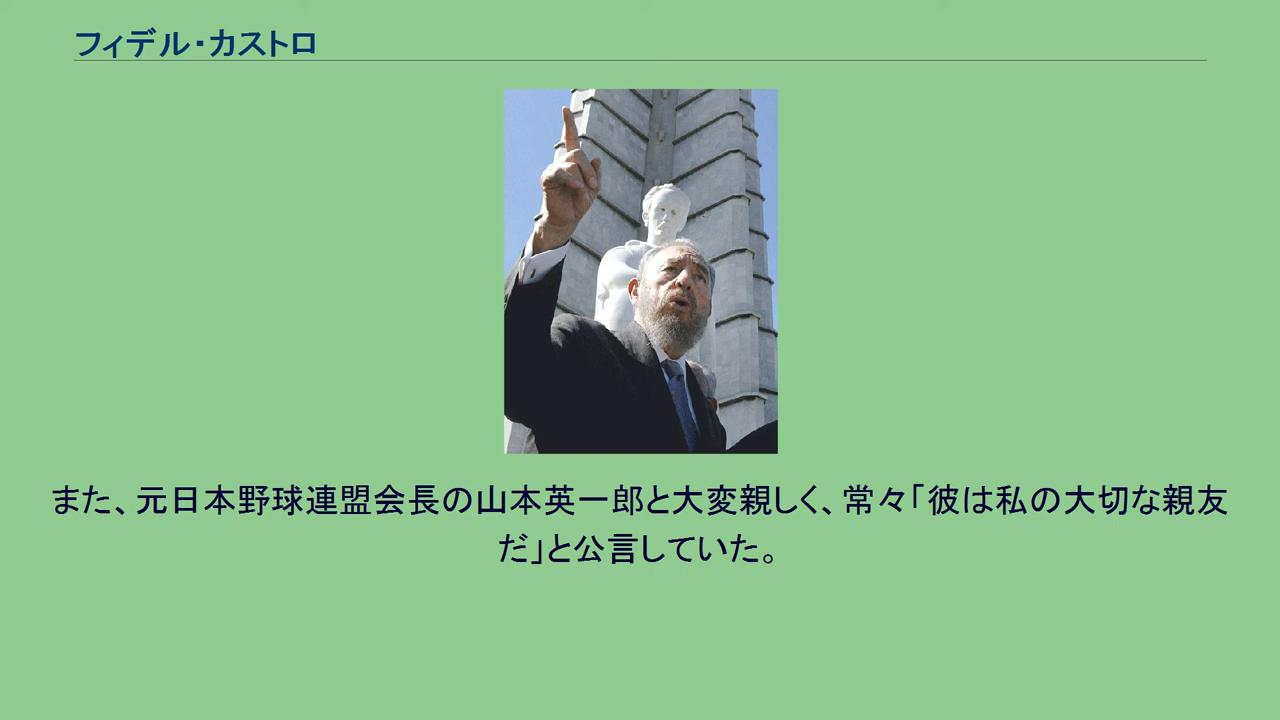 フィデル・カストロ
また、元日本野球連盟会長の山本英一郎と大変親しく、常々「彼は私の大切な親友
だ」と公言していた。